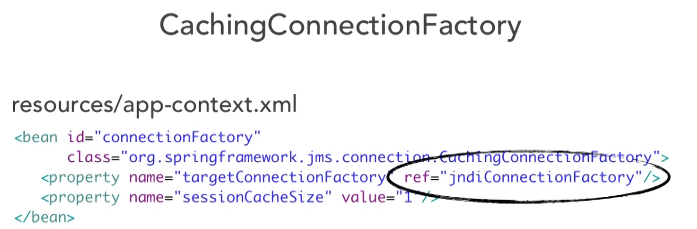 CachingConnectionFactory
resources/app-context.xml
<bean id="connectionFactory"
class="org.springframework.jms.connection.CachingConnectionFactory">
<property name="targetConnectionFactory" ref="jndiConnectionFactory"/>
<property name="sessionCacheSize" value="1"/>
</bean>